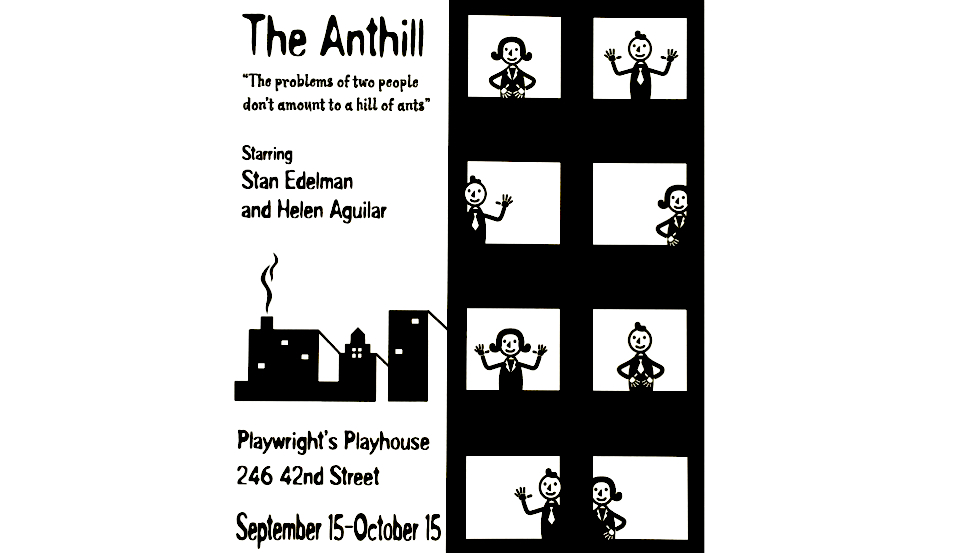 The Anthill
"The problems of two people
don't amount to a hill of ants"
Starring
Stan Edelman
and Helen Aguilar
Playwright's Playhouse
246 42nd Street
September 15-October 15